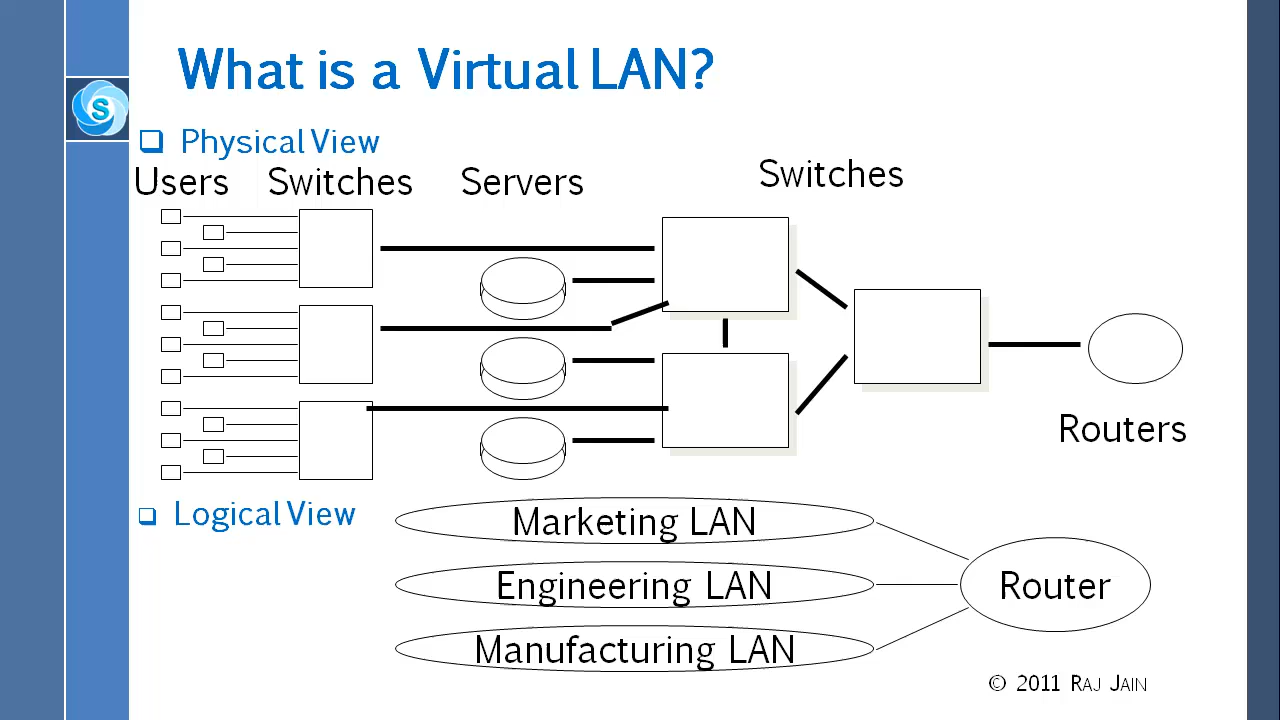 What is a Virtual LAN?
S
Physical View
Users Switches Servers Switches
Routers
Logical View
Marketing LAN
Engineering LAN
Router
Manufacturing LAN
© 2011 RAJ JAIN